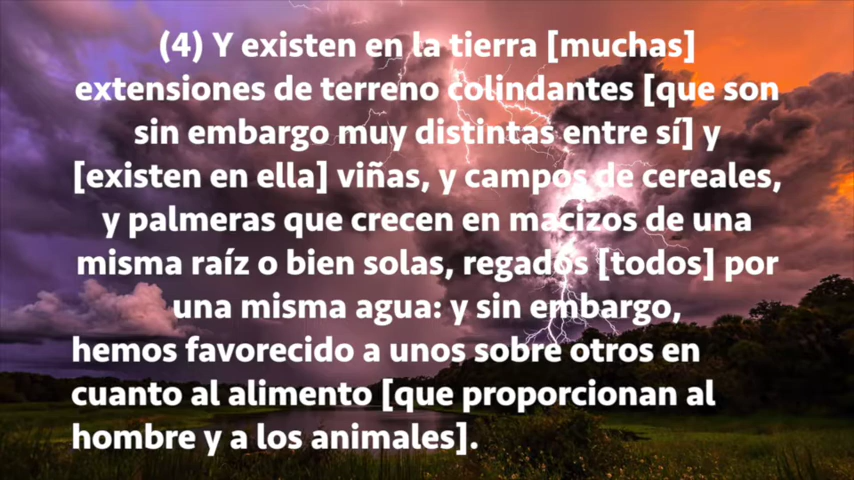 (4) Y existen en la tierra [muchas]
extensiones de terreno colindantes [que son
sin embargo muy distintas entre sí] y
[existen en ella] viñas, y campos de cereales,
y palmeras que crecen en macizos de una
misma raíz o bien solas, regados [todos] por
una misma agua: y sin embargo,
hemos favorecido a unos sobre otros en
cuanto al alimento [que proporcionan al
hombre y a los animales].